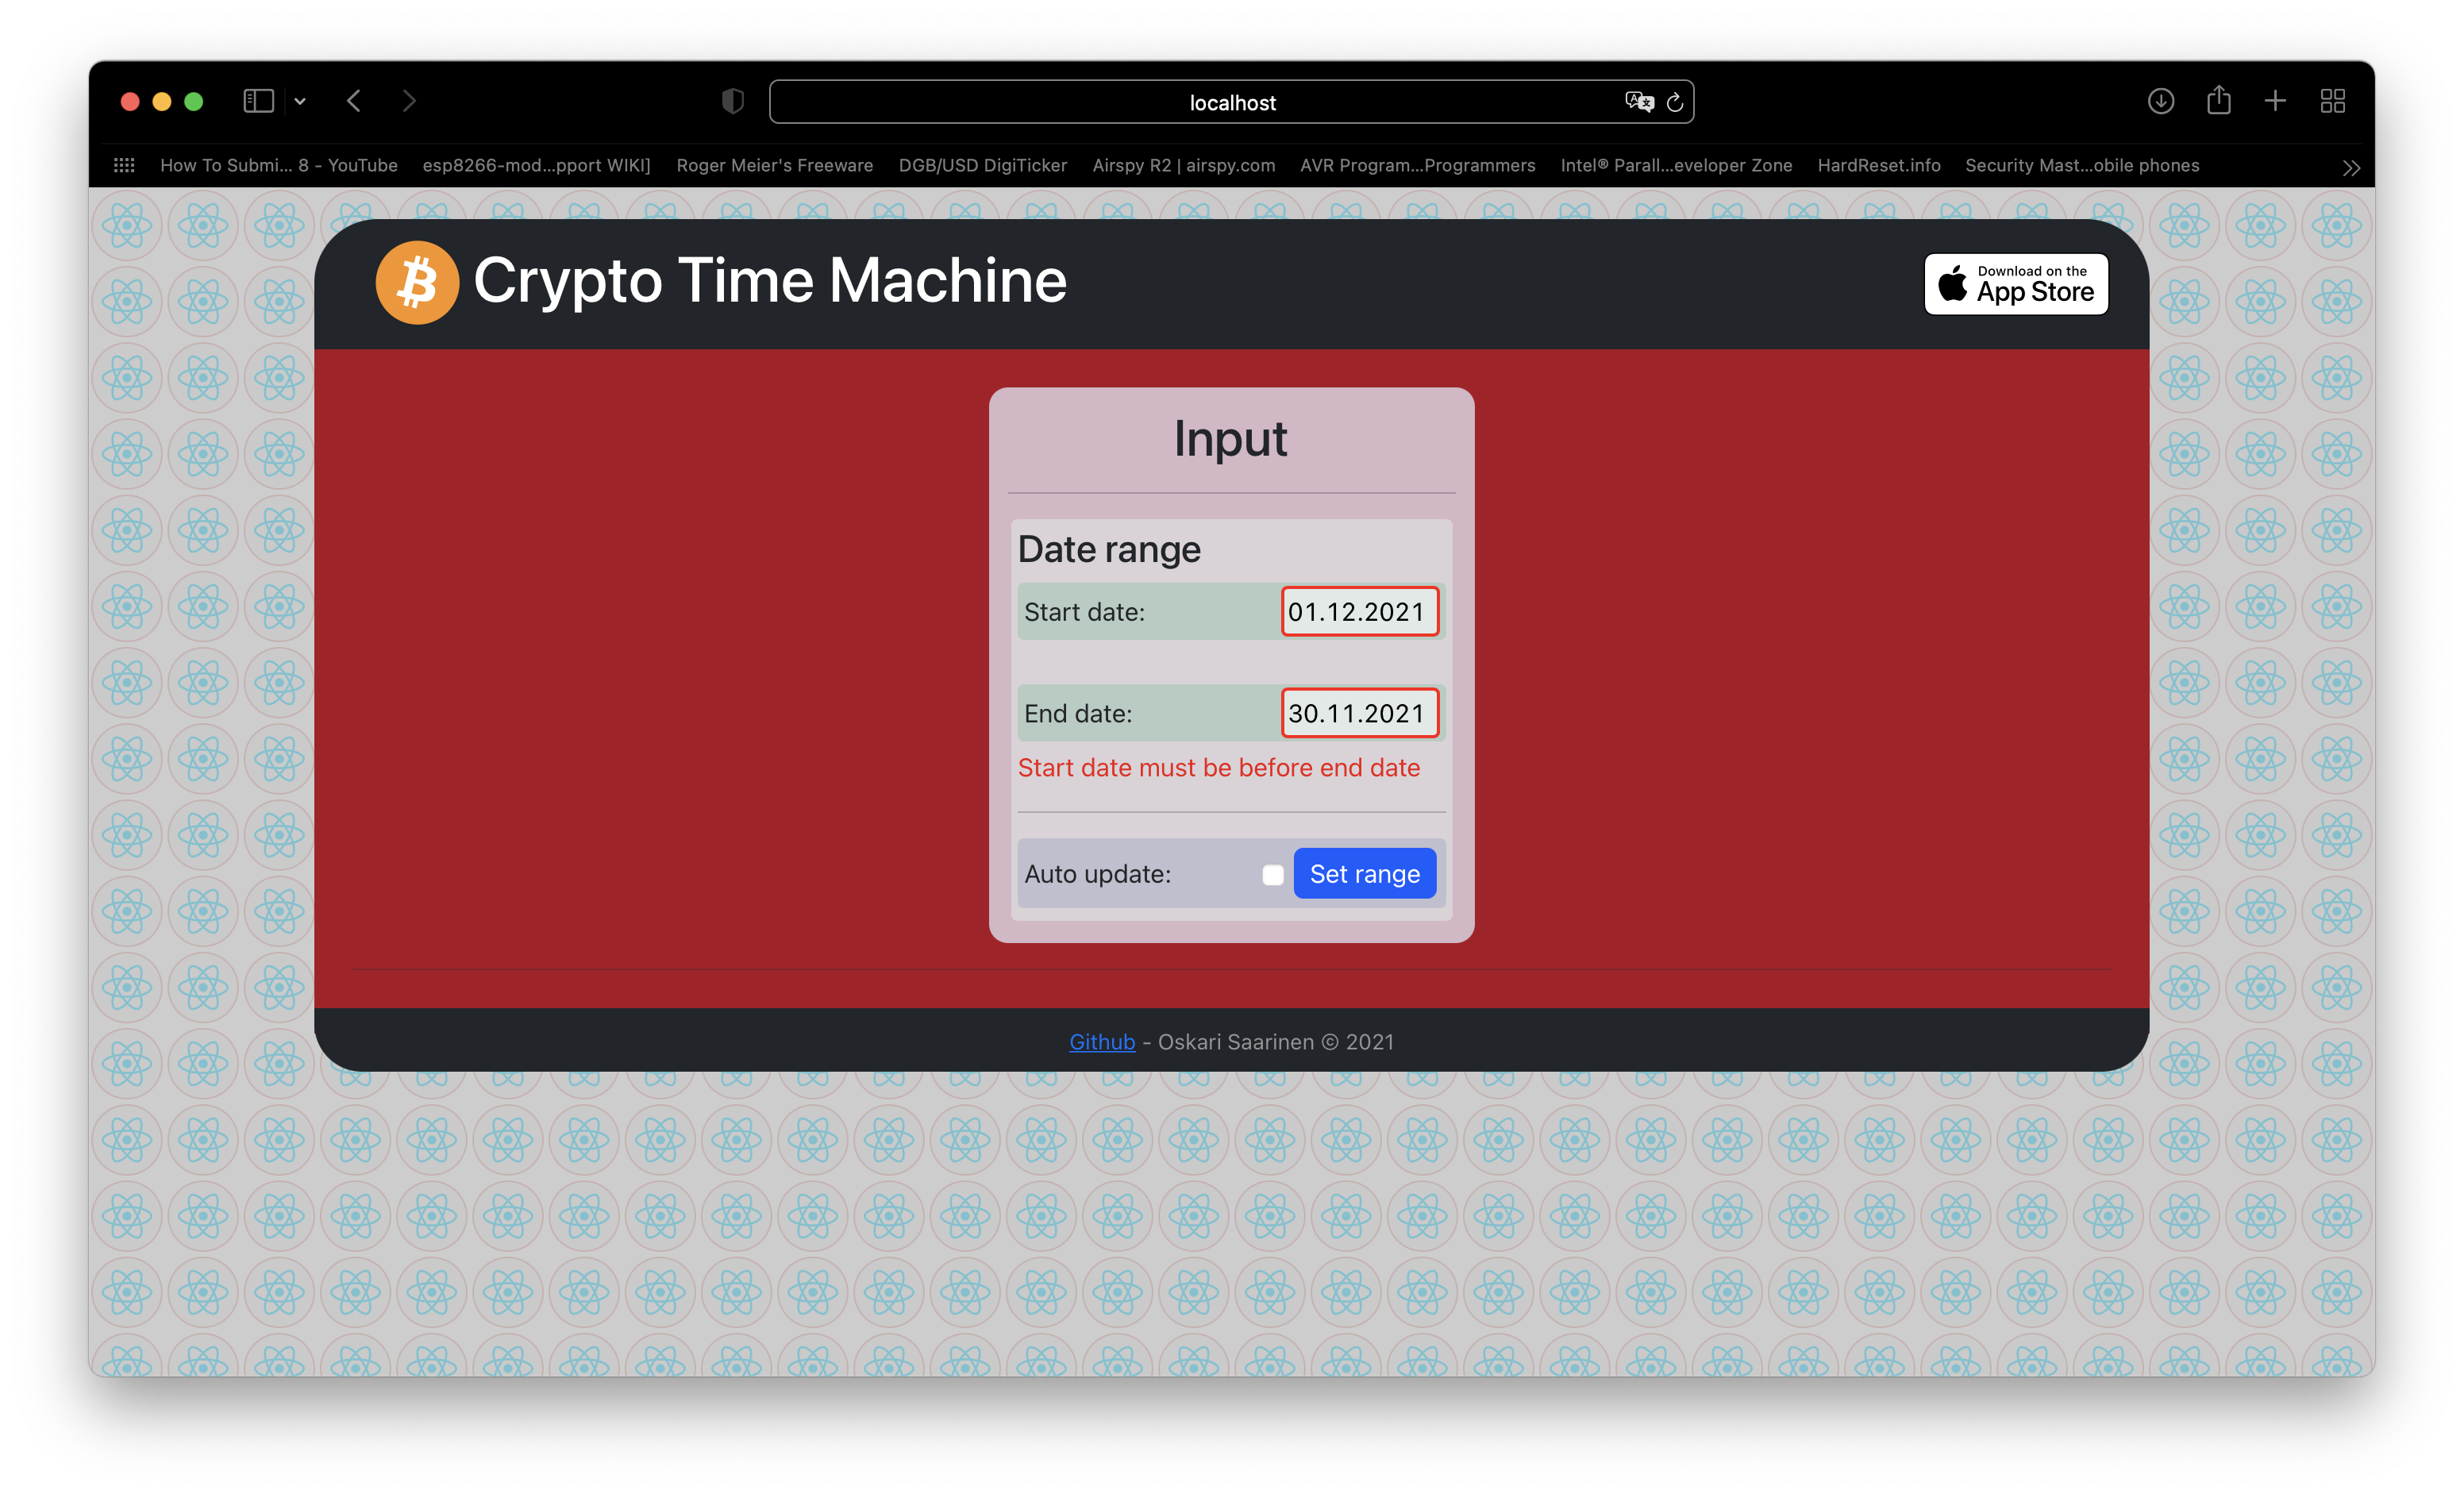 localhost
How To Submi... 8 - YouTube esp8266-mod...pport WIKI] Roger Meier's Freeware DGB/USD DigiTicker Airspy R2 | airspy.com AVR Program...Programmers Intel® Parall...eveloper Zone HardReset.info Security Mast...obile phones
Crypto Time Machine
Download on the
App Store
Input
Date range
Start date: 01.12.2021
End date: 30.11.2021
Start date must be before end date
Auto update: Set range
Github - Oskari Saarinen © 2021